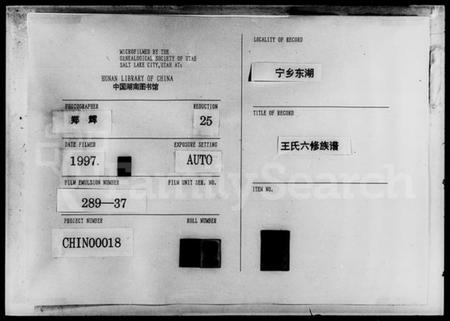 MICROFILMED BY THE
GENEALOGICAL SOCIETY OF UTAH
SALT LAKE CITY, UTAH AT:
HUNAN LIBRARY OF CHINA
中国湖南图书馆
PHOTOGRAPHER REDUCTION
郑辉 25
DATE FILMED EXPOSURE SETTING
1997. AUTO
FILM EMULSION NUMBER FILM UNIT SER. NO.
289—37
PROJECT NUMBER ROLL NUMBER
CHIN00018
LOCALITY OF RECORD
宁乡东湖
TITLE OF RECORD
王氏六修族谱
ITEM NO.
FamilySearch